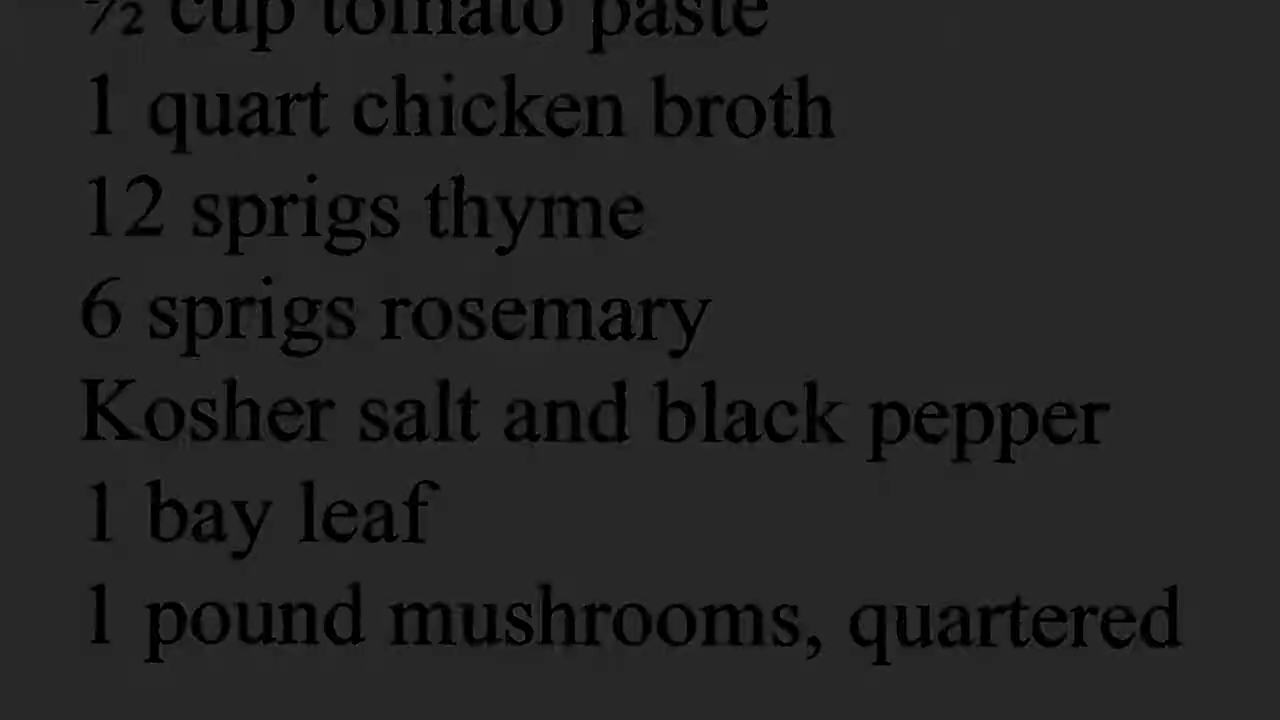 ½ cup tomato paste
1 quart chicken broth
12 sprigs thyme
6 sprigs rosemary
Kosher salt and black pepper
1 bay leaf
1 pound mushrooms, quartered